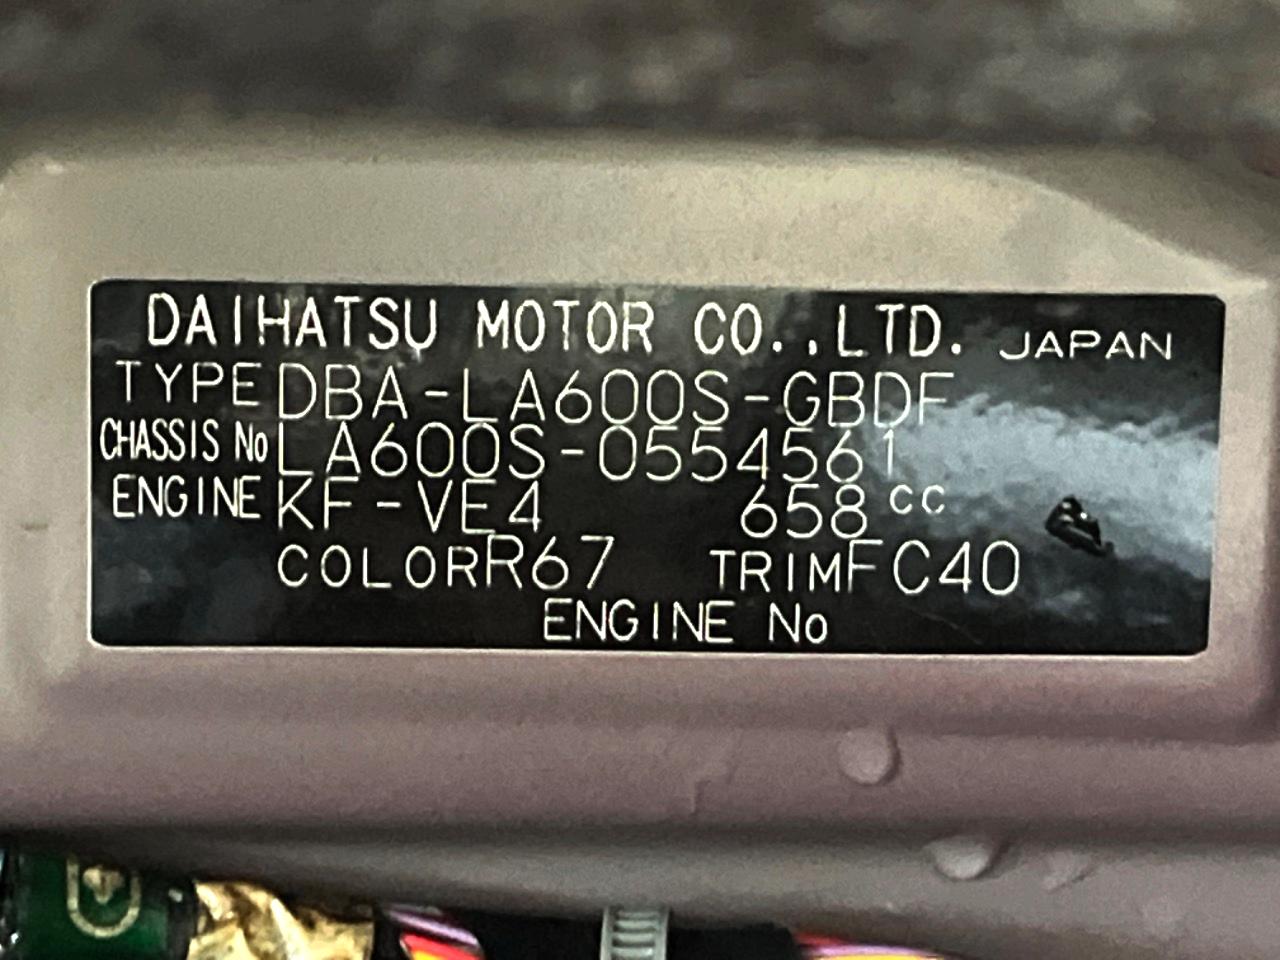 DAIHATSU MOTOR CO.,LTD. JAPAN
TYPE DBA-LA600S-GBDF
CHASSIS No LA600S-0554561
ENGINE KF-VE4 658 cc
COLOR R67 TRIM FC40
ENGINE No